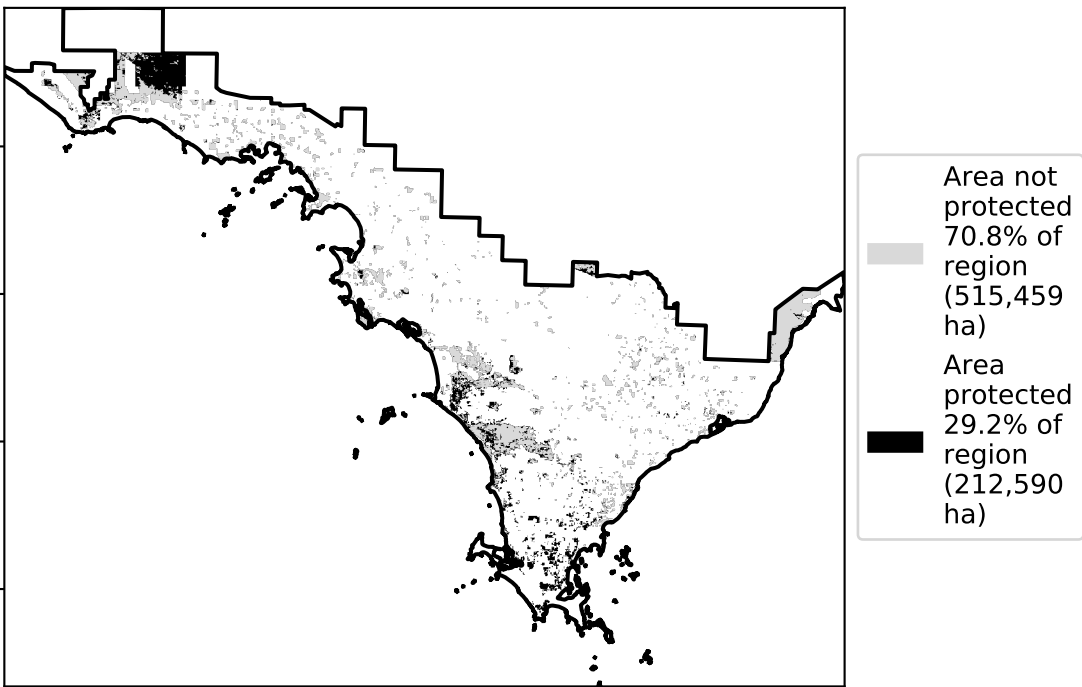 Area not
protected
70.8% of
region
(515,459
ha)
Area
protected
29.2% of
region
(212,590
ha)